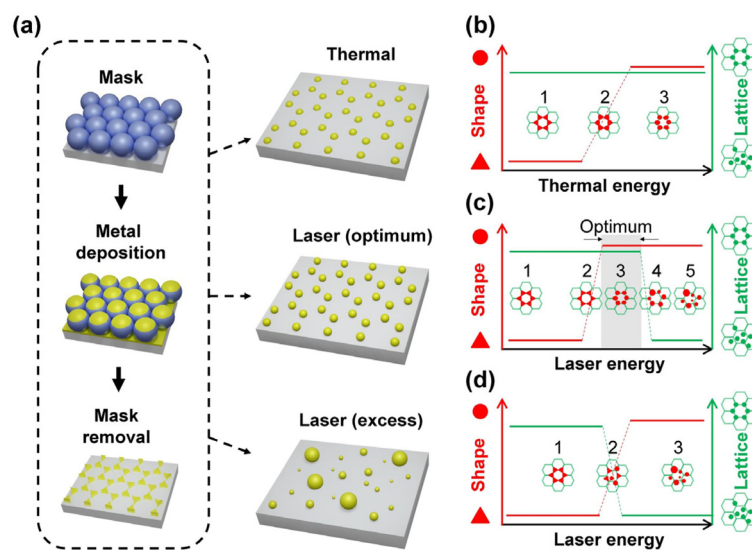 (a)
Mask
Metal
deposition
Mask
removal
Thermal
Laser (optimum)
Laser (excess)
(b)
Shape
1 2 3
Lattice
Thermal energy
(c)
Optimum
Shape
1 2 3 4 5
Lattice
Laser energy
(d)
Shape
1 2 3
Lattice
Laser energy